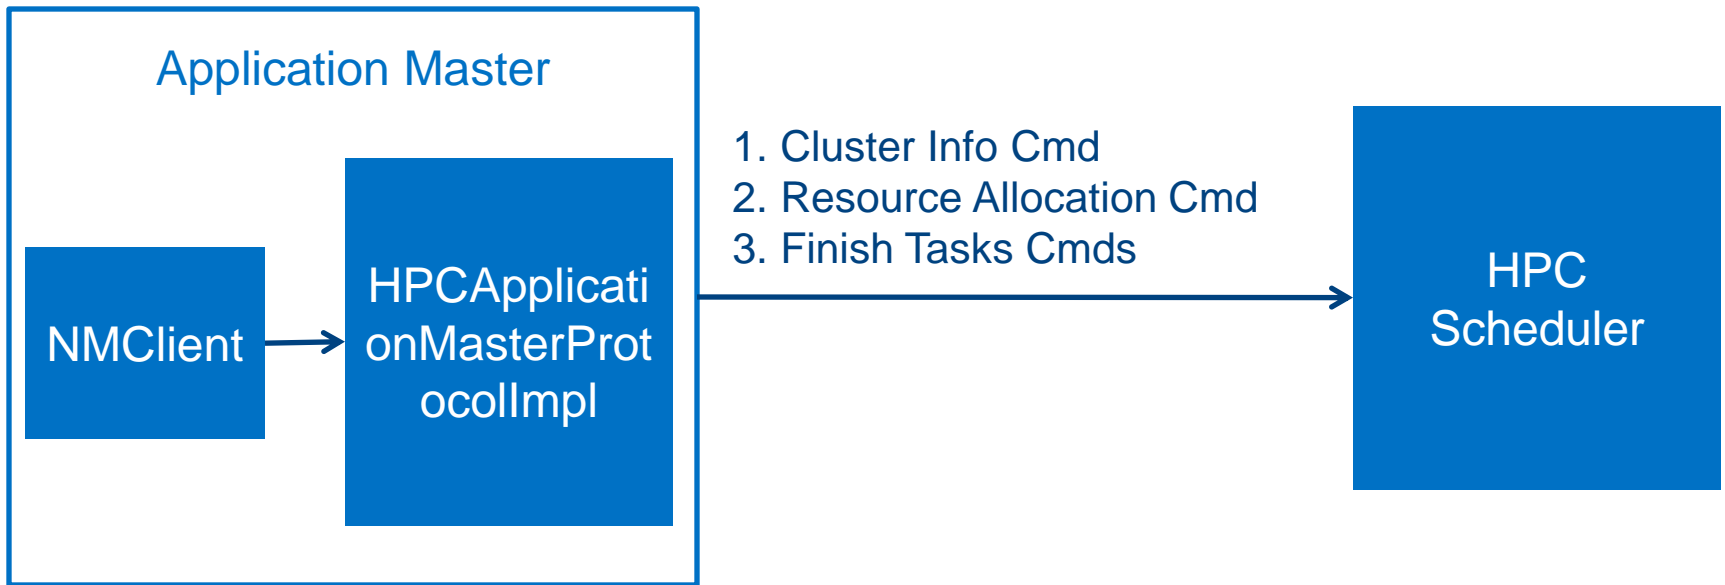 Application Master
1. Cluster Info Cmd
2. Resource Allocation Cmd
3. Finish Tasks Cmds
NMClient
HPCApplicati
onMasterProt
ocolImpl
HPC
Scheduler